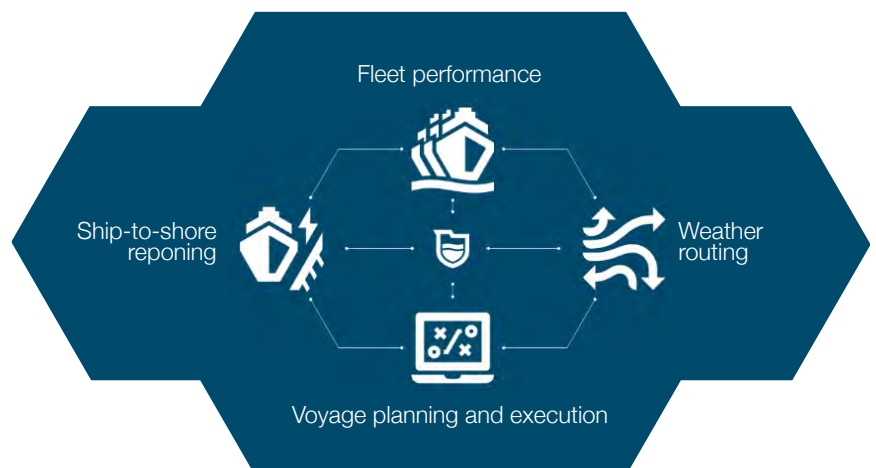 Fleet performance
Ship-to-shore
reponing
Weather
routing
Voyage planning and execution